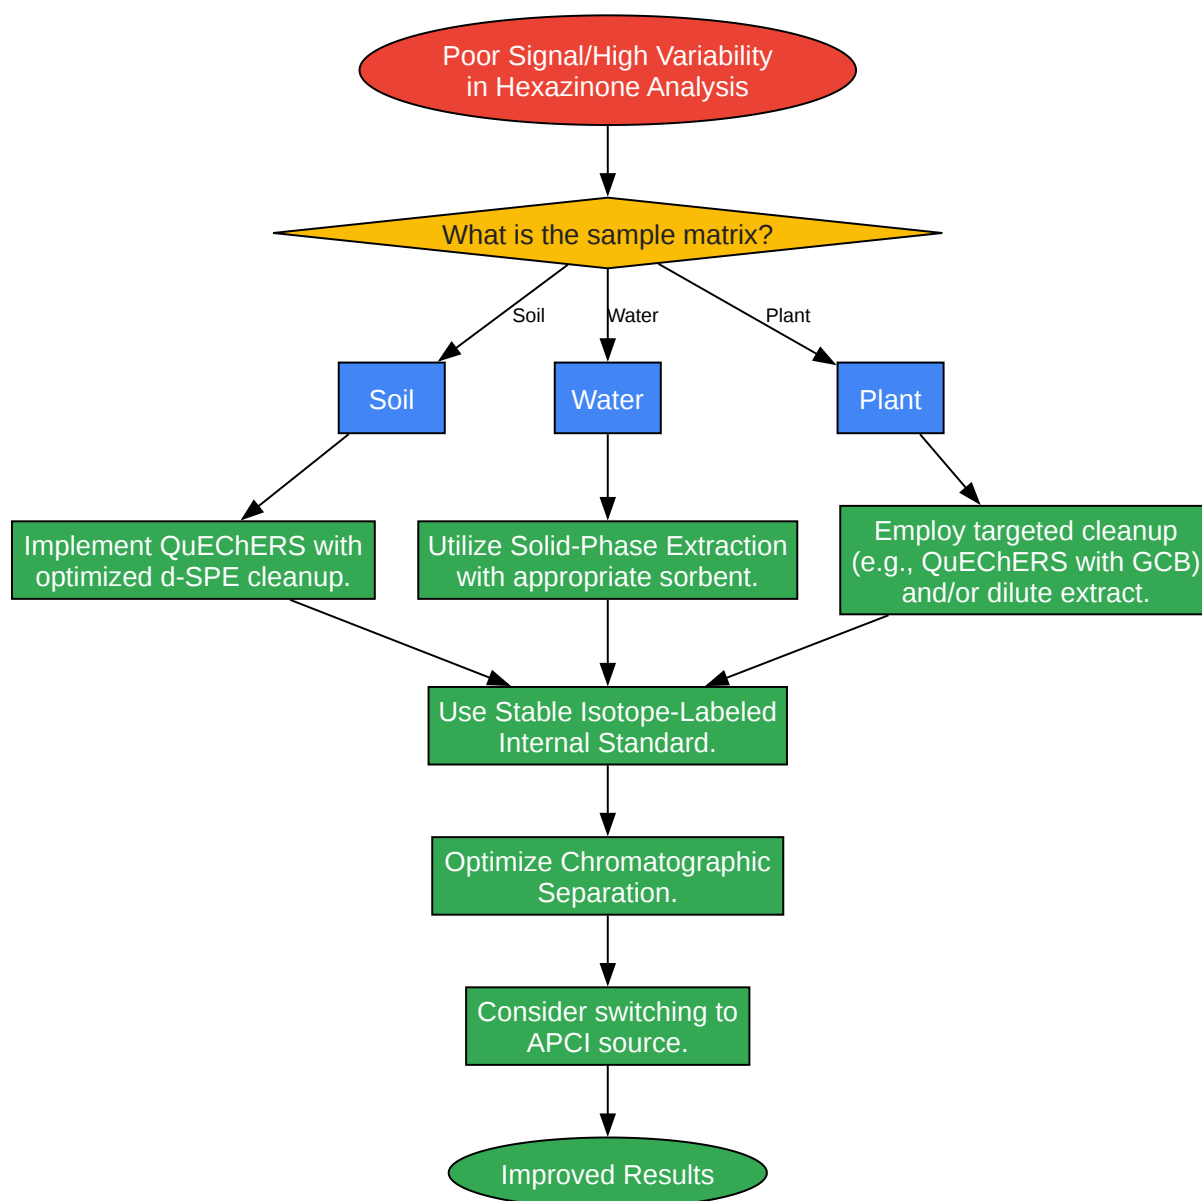 Poor Signal/High Variability
in Hexazinone Analysis
What is the sample matrix?
Soil
Water
Plant
Soil
Water
Plant
Implement QuEChERS with
optimized d-SPE cleanup.
Utilize Solid-Phase Extraction
with appropriate sorbent.
Employ targeted cleanup
(e.g., QuEChERS with GCB)
and/or dilute extract.
Use Stable Isotope-Labeled
Internal Standard.
Optimize Chromatographic
Separation.
Consider switching to
APCI source.
Improved Results